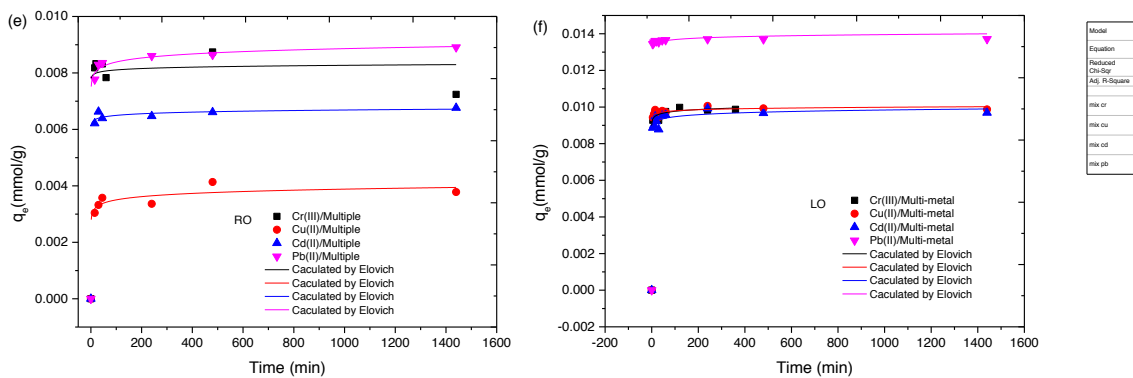 (e)
0.010
0.008
0.006
0.004
0.002
0.000
q_e(mmol/g)
RO
Cr(III)/Multiple
Cu(II)/Multiple
Cd(II)/Multiple
Pb(II)/Multiple
Caculated by Elovich
Caculated by Elovich
Caculated by Elovich
Caculated by Elovich
0 200 400 600 800 1000 1200 1400 1600
Time (min)
(f)
0.014
0.012
0.010
0.008
0.006
0.004
0.002
0.000
-0.002
q_e(mmol/g)
LO
Cr(III)/Multi-metal
Cu(II)/Multi-metal
Cd(II)/Multi-metal
Pb(II)/Multi-metal
Caculated by Elovich
Caculated by Elovich
Caculated by Elovich
Caculated by Elovich
-200 0 200 400 600 800 1000 1200 1400 1600
Time (min)
Model
Equation
Reduced
Chi-Sqr
Adj. R-Square
mix cr
mix cu
mix cd
mix pb